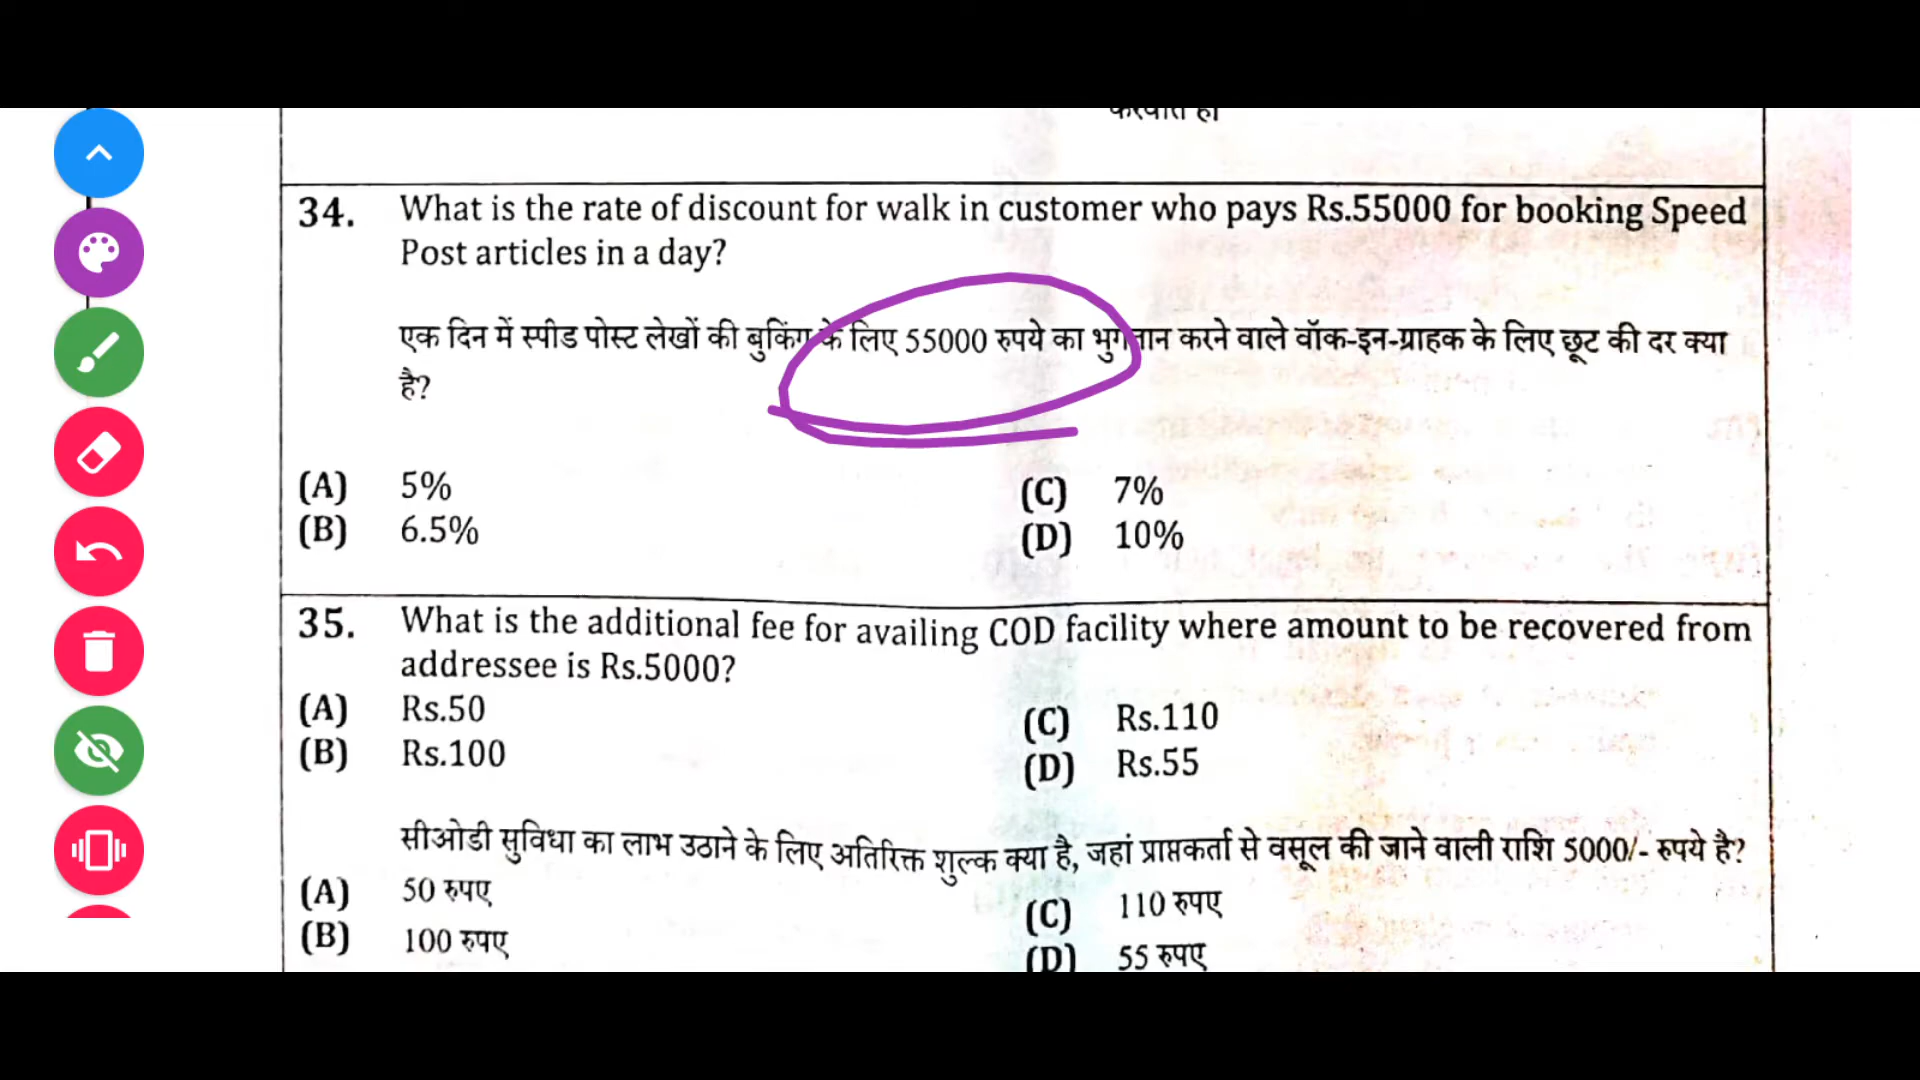 करवाते हो
34. What is the rate of discount for walk in customer who pays Rs.55000 for booking Speed
Post articles in a day?
एक दिन में स्पीड पोस्ट लेखों की बुकिंग के लिए 55000 रुपये का भुगतान करने वाले वॉक-इन-ग्राहक के लिए छूट की दर क्या
है?
(A) 5% (C) 7%
(B) 6.5% (D) 10%
35. What is the additional fee for availing COD facility where amount to be recovered from
addressee is Rs.5000?
(A) Rs.50 (C) Rs.110
(B) Rs.100 (D) Rs.55
सीओडी सुविधा का लाभ उठाने के लिए अतिरिक्त शुल्क क्या है, जहां प्राप्तकर्ता से वसूल की जाने वाली राशि 5000/- रुपये है?
(A) 50 रुपए (C) 110 रुपए
(B) 100 रुपए (D) 55 रुपए